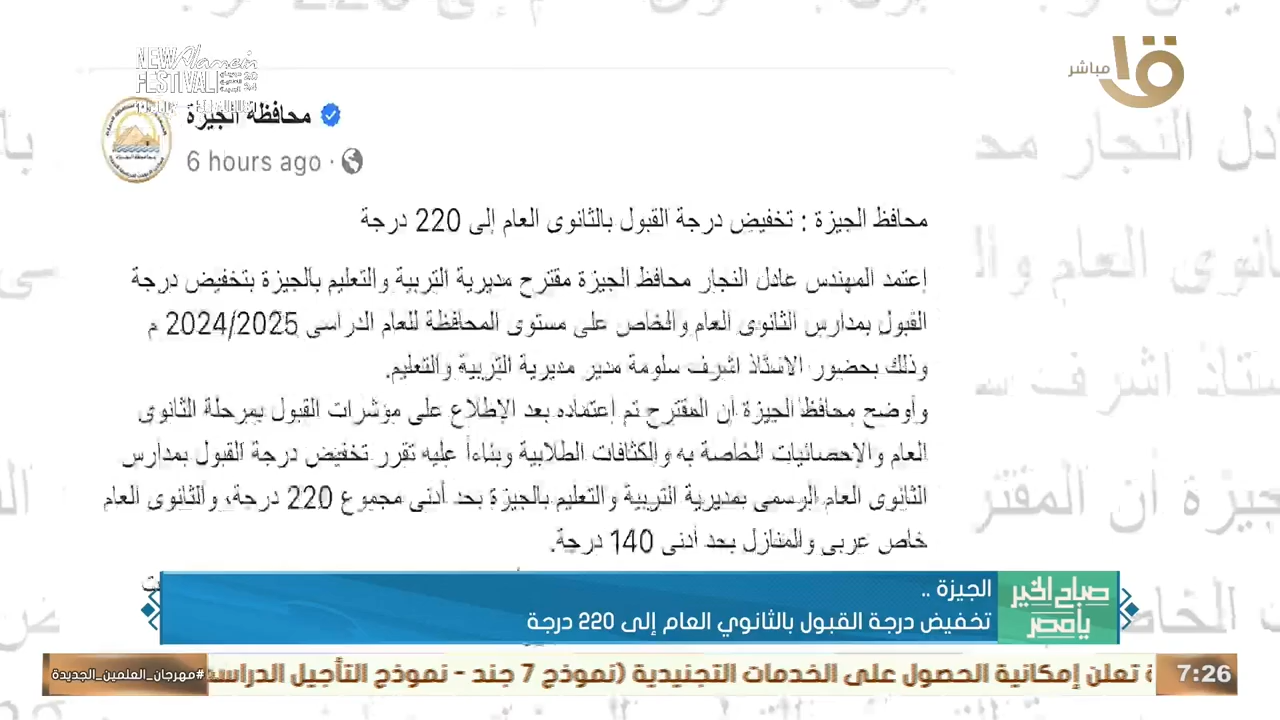 NEW Alamein
FESTIVAL
مباشر
محافظة الجيزة
6 hours ago
محافظ الجيزة : تخفيض درجة القبول بالثانوى العام إلى 220 درجة
إعتمد المهندس عادل النجار محافظ الجيزة مقترح مديرية التربية والتعليم بالجيزة بتخفيض درجة
القبول بمدارس الثانوى العام والخاص على مستوى المحافظة للعام الدراسى 2024/2025 م
وذلك بحضور الاستاذ اشرف سلومة مدير مديرية التربية والتعليم.
وأوضح محافظ الجيزة أن المقترح تم إعتماده بعد الإطلاع على مؤشرات القبول بمرحلة الثانوى
العام والإحصائيات الخاصة به والكثافات الطلابية وبناءاً عليه تقرر تخفيض درجة القبول بمدارس
الثانوى العام الرسمى بمديرية التربية والتعليم بالجيزة بحد أدنى مجموع 220 درجة، والثانوى العام
خاص عربى والمنازل بحد أدنى 140 درجة.
صباح الخير
يا مصر
الجيزة ..
تخفيض درجة القبول بالثانوي العام إلى 220 درجة
7:26
ة تعلن إمكانية الحصول على الخدمات التجنيدية (نموذج 7 جند - نموذج التأجيل الدراسي
#مهرجان_العلمين_الجديدة